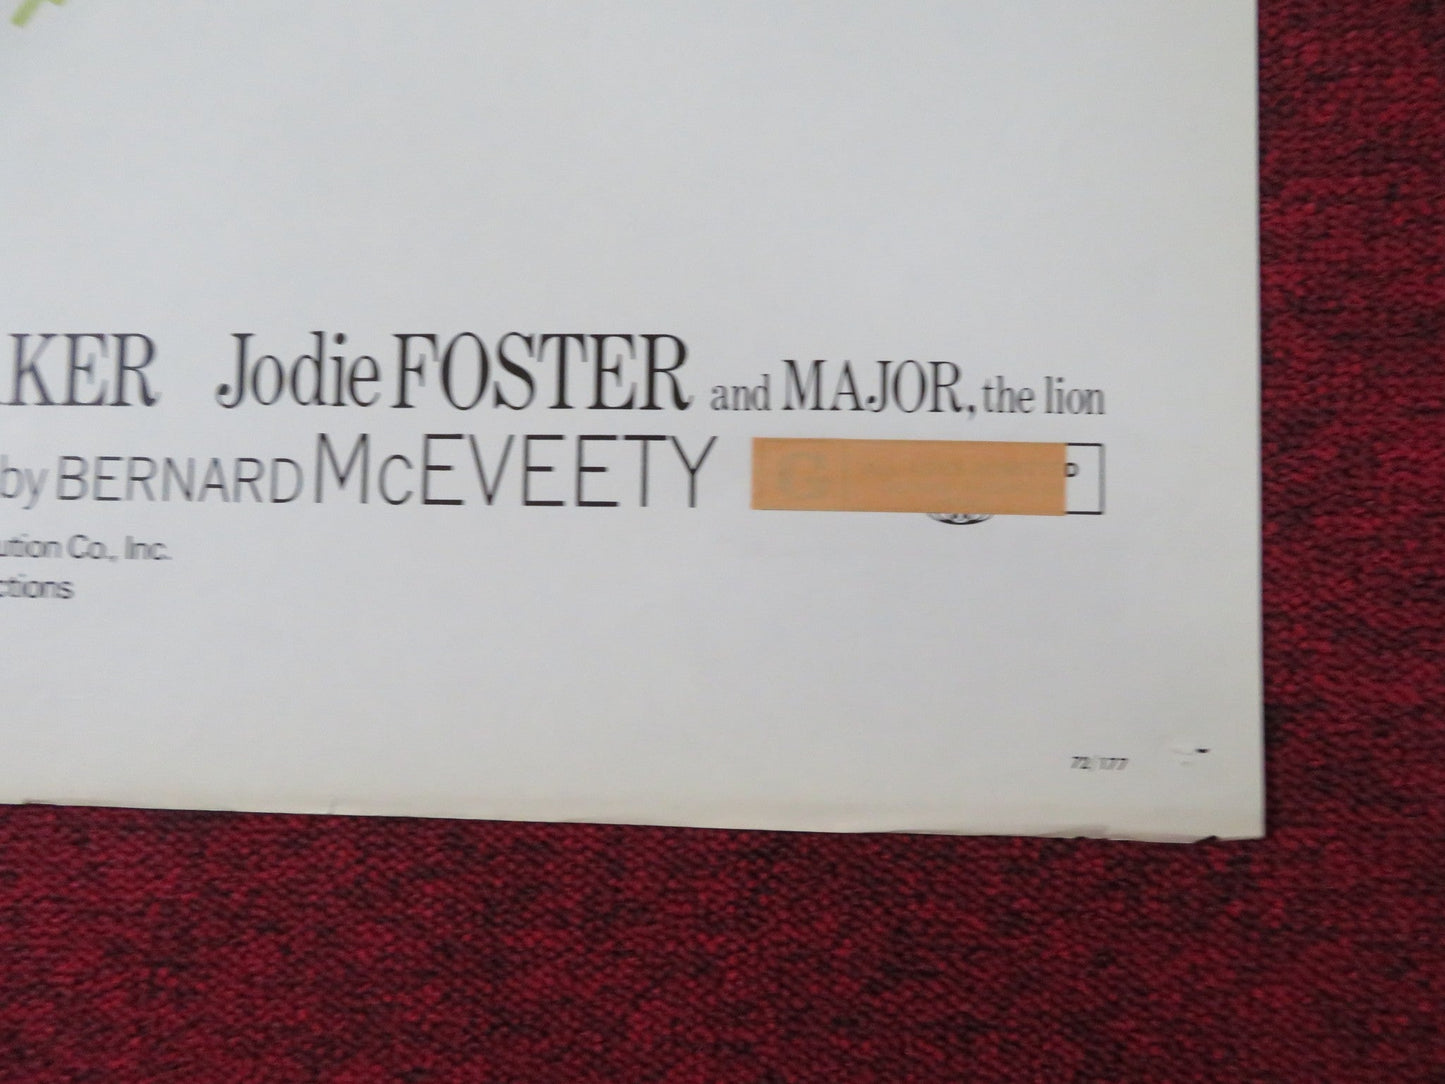 KER Jodie FOSTER and MAJOR, the lion
by BERNARD McEVEETY G
ution Co., Inc.
ctions
72/177